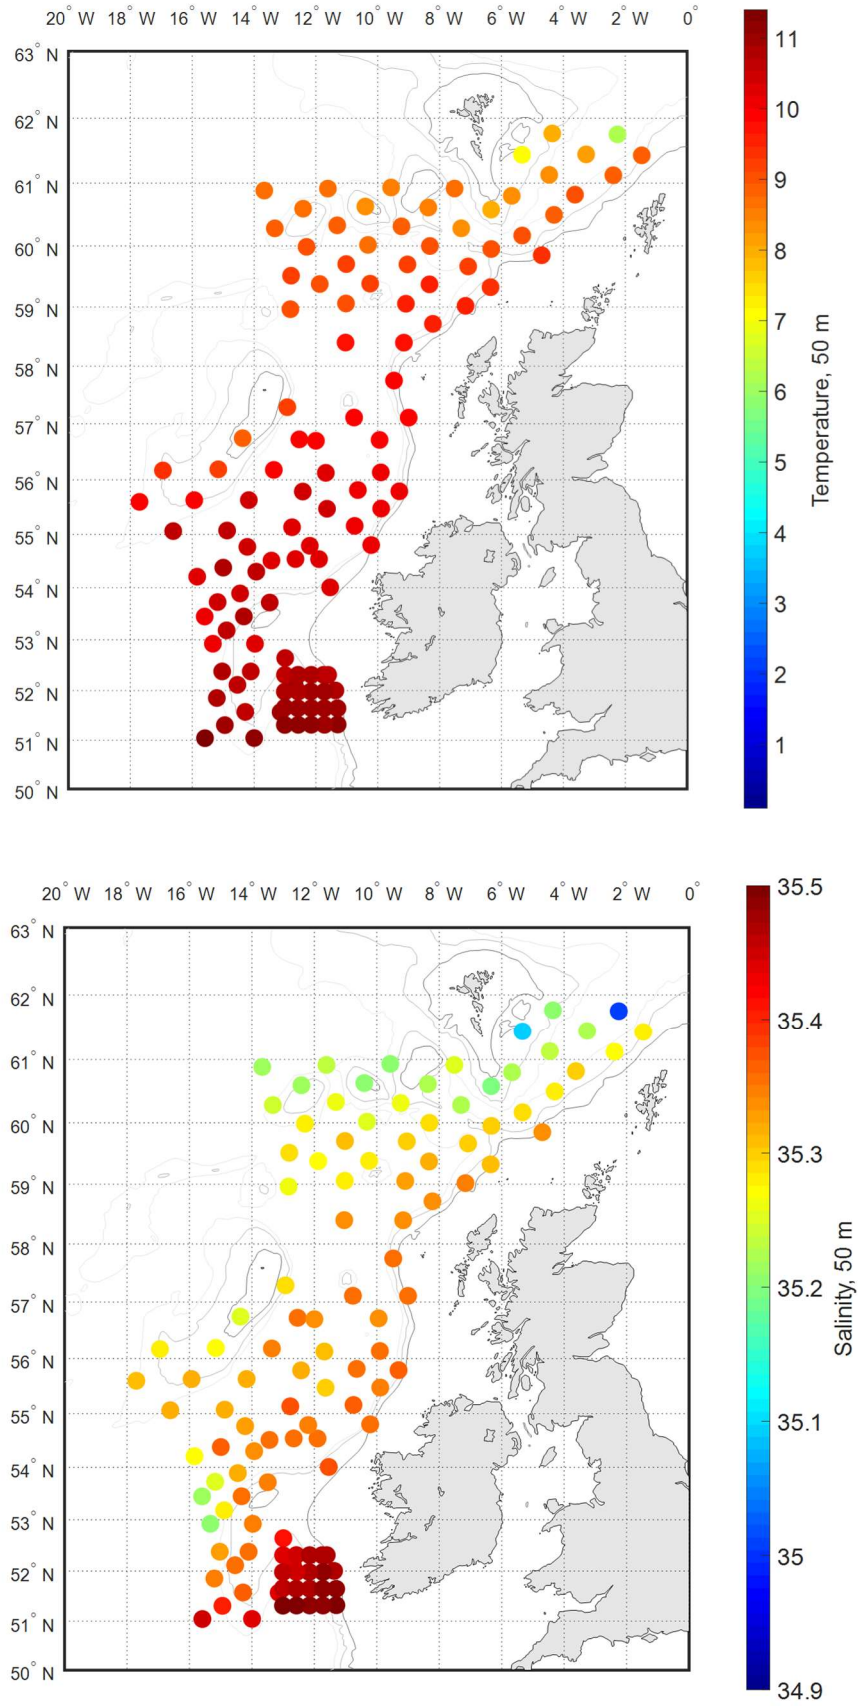 20° W 18° W 16° W 14° W 12° W 10° W 8° W 6° W 4° W 2° W 0°
63° N
62° N
61° N
60° N
59° N
58° N
57° N
56° N
55° N
54° N
53° N
52° N
51° N
50° N
11
10
9
8
7
6
5
4
3
2
1
Temperature, 50 m
20° W 18° W 16° W 14° W 12° W 10° W 8° W 6° W 4° W 2° W 0°
63° N
62° N
61° N
60° N
59° N
58° N
57° N
56° N
55° N
54° N
53° N
52° N
51° N
50° N
35.5
35.4
35.3
35.2
35.1
35
34.9
Salinity, 50 m